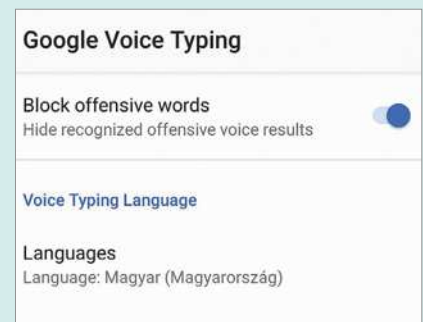 Google Voice Typing
Block offensive words
Hide recognized offensive voice results
Voice Typing Language
Languages
Language: Magyar (Magyarország)